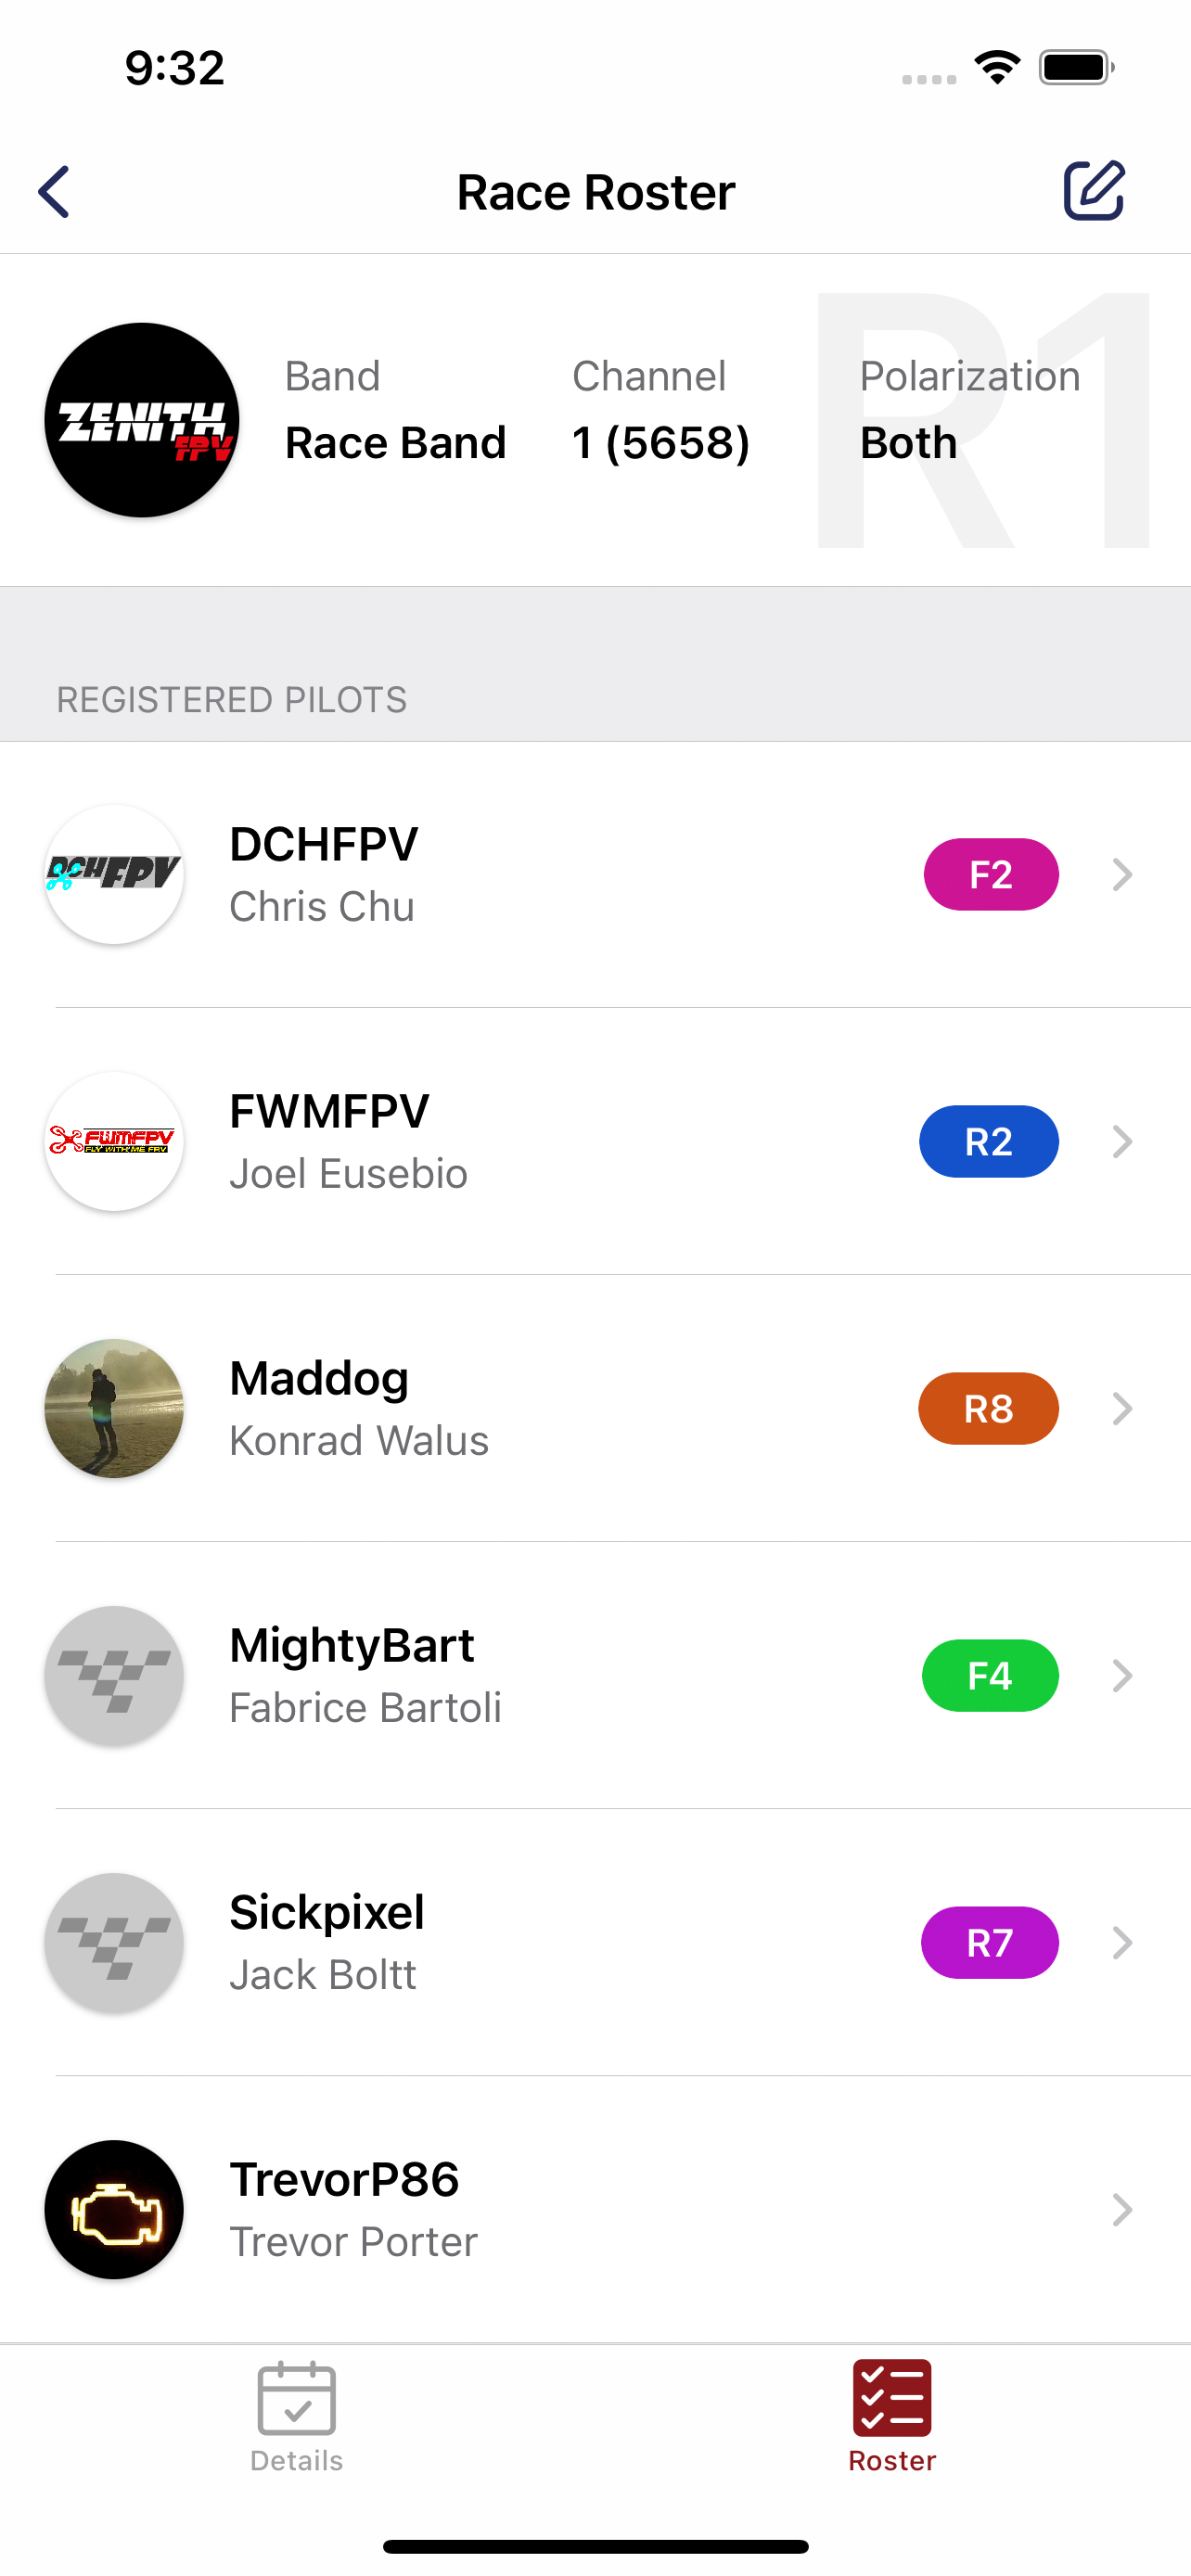 9:32
Race Roster
R1
ZENITH
FPV
Band Channel Polarization
Race Band 1 (5658) Both
REGISTERED PILOTS
DCHFPV
DCHFPV
Chris Chu
F2
FWMFPV
FLY WITH ME FPV
FWMFPV
Joel Eusebio
R2
Maddog
Konrad Walus
R8
MightyBart
Fabrice Bartoli
F4
Sickpixel
Jack Boltt
R7
TrevorP86
Trevor Porter
Details Roster